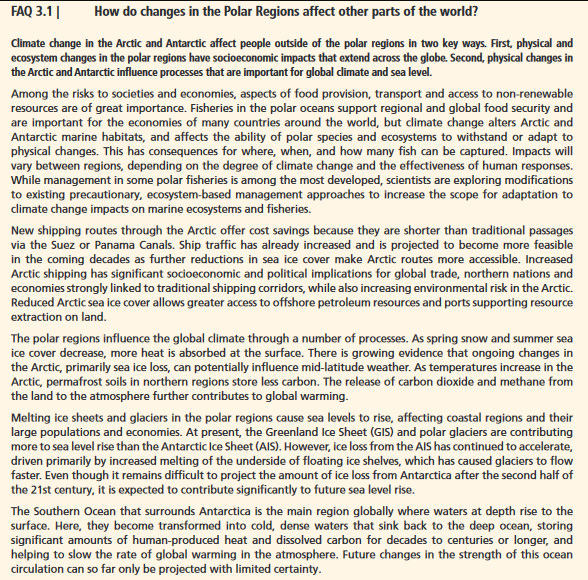 FAQ 3.1 | How do changes in the Polar Regions affect other parts of the world?
Climate change in the Arctic and Antarctic affect people outside of the polar regions in two key ways. First, physical and
ecosystem changes in the polar regions have socioeconomic impacts that extend across the globe. Second, physical changes in
the Arctic and Antarctic influence processes that are important for global climate and sea level.
Among the risks to societies and economies, aspects of food provision, transport and access to non-renewable
resources are of great importance. Fisheries in the polar oceans support regional and global food security and
are important for the economies of many countries around the world, but climate change alters Arctic and
Antarctic marine habitats, and affects the ability of polar species and ecosystems to withstand or adapt to
physical changes. This has consequences for where, when, and how many fish can be captured. Impacts will
vary between regions, depending on the degree of climate change and the effectiveness of human responses.
While management in some polar fisheries is among the most developed, scientists are exploring modifications
to existing precautionary, ecosystem-based management approaches to increase the scope for adaptation to
climate change impacts on marine ecosystems and fisheries.
New shipping routes through the Arctic offer cost savings because they are shorter than traditional passages
via the Suez or Panama Canals. Ship traffic has already increased and is projected to become more feasible
in the coming decades as further reductions in sea ice cover make Arctic routes more accessible. Increased
Arctic shipping has significant socioeconomic and political implications for global trade, northern nations and
economies strongly linked to traditional shipping corridors, while also increasing environmental risk in the Arctic.
Reduced Arctic sea ice cover allows greater access to offshore petroleum resources and ports supporting resource
extraction on land.
The polar regions influence the global climate through a number of processes. As spring snow and summer sea
ice cover decrease, more heat is absorbed at the surface. There is growing evidence that ongoing changes in
the Arctic, primarily sea ice loss, can potentially influence mid-latitude weather. As temperatures increase in the
Arctic, permafrost soils in northern regions store less carbon. The release of carbon dioxide and methane from
the land to the atmosphere further contributes to global warming.
Melting ice sheets and glaciers in the polar regions cause sea levels to rise, affecting coastal regions and their
large populations and economies. At present, the Greenland Ice Sheet (GIS) and polar glaciers are contributing
more to sea level rise than the Antarctic Ice Sheet (AIS). However, ice loss from the AIS has continued to accelerate,
driven primarily by increased melting of the underside of floating ice shelves, which has caused glaciers to flow
faster. Even though it remains difficult to project the amount of ice loss from Antarctica after the second half of
the 21st century, it is expected to contribute significantly to future sea level rise.
The Southern Ocean that surrounds Antarctica is the main region globally where waters at depth rise to the
surface. Here, they become transformed into cold, dense waters that sink back to the deep ocean, storing
significant amounts of human-produced heat and dissolved carbon for decades to centuries or longer, and
helping to slow the rate of global warming in the atmosphere. Future changes in the strength of this ocean
circulation can so far only be projected with limited certainty.